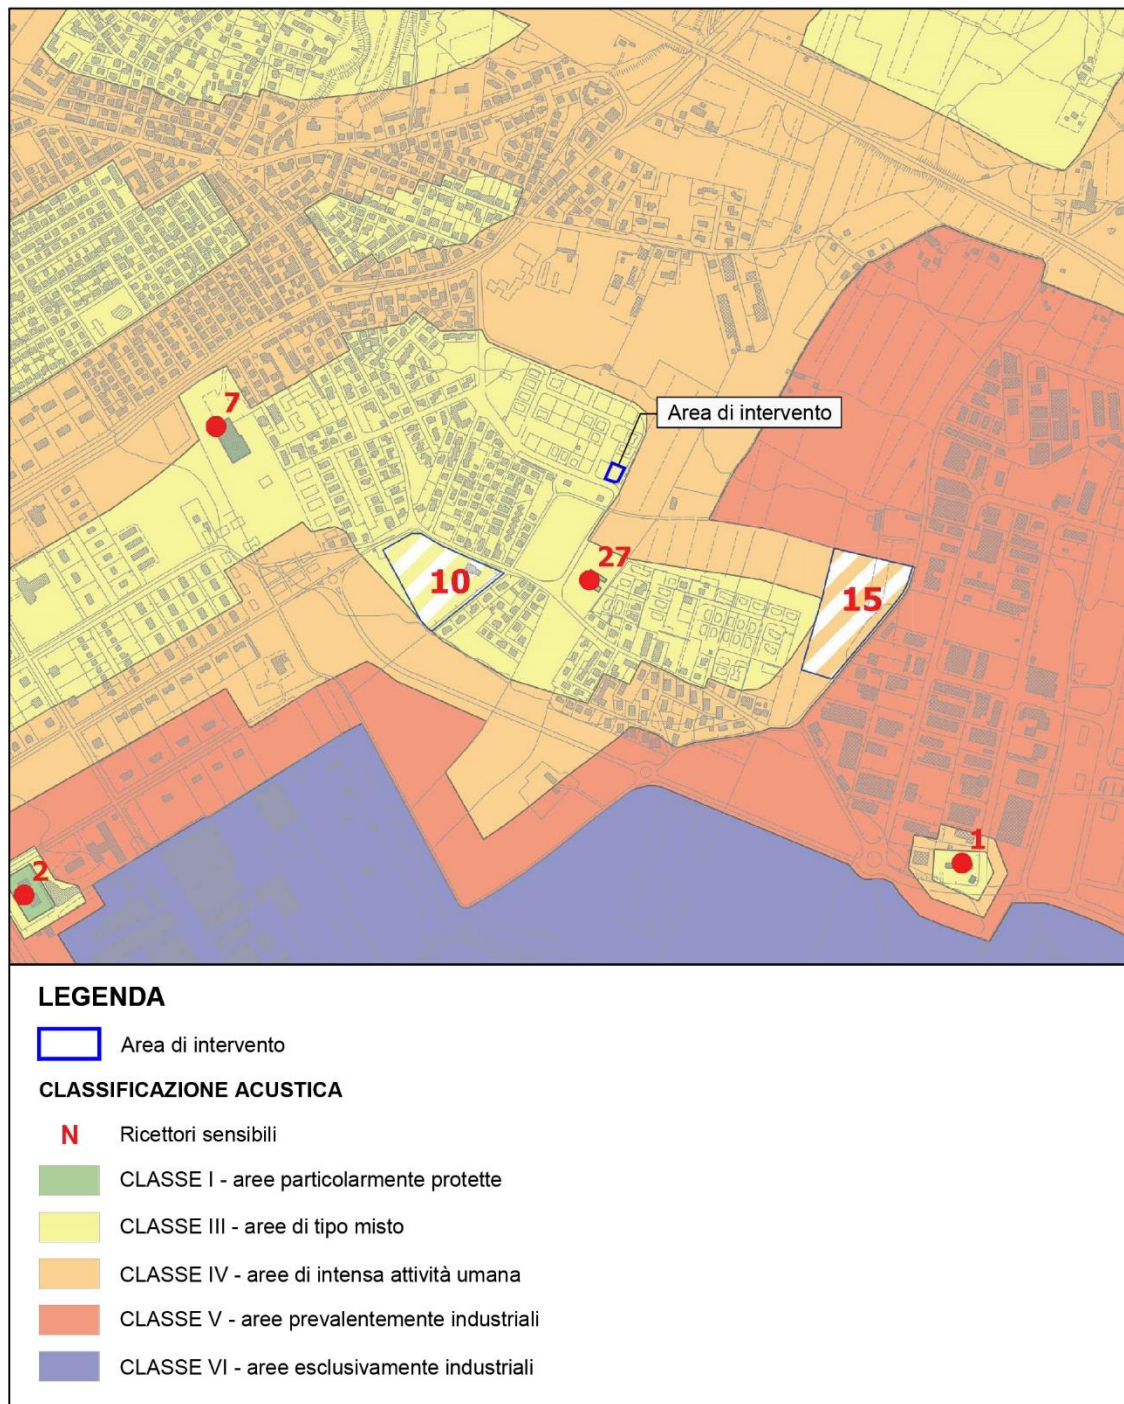 7
Area di intervento
27
10
15
1
2
LEGENDA
Area di intervento
CLASSIFICAZIONE ACUSTICA
N Ricettori sensibili
CLASSE I - aree particolarmente protette
CLASSE III - aree di tipo misto
CLASSE IV - aree di intensa attività umana
CLASSE V - aree prevalentemente industriali
CLASSE VI - aree esclusivamente industriali